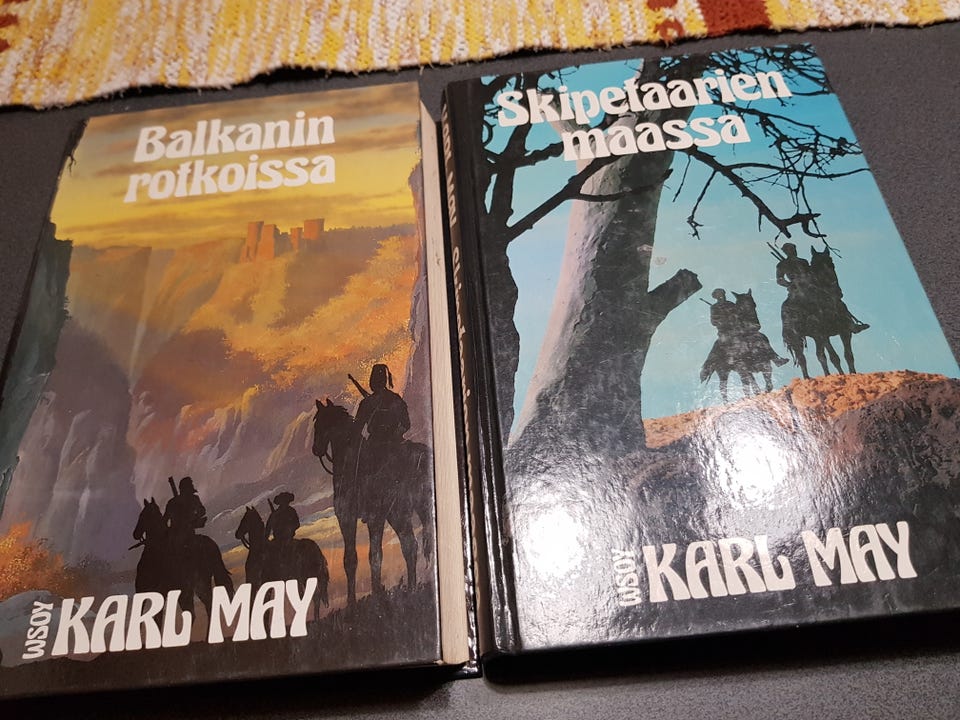 Balkanin
rotkoissa
WSOY
KARL MAY
Skipetaarien
maassa
WSOY
KARL MAY